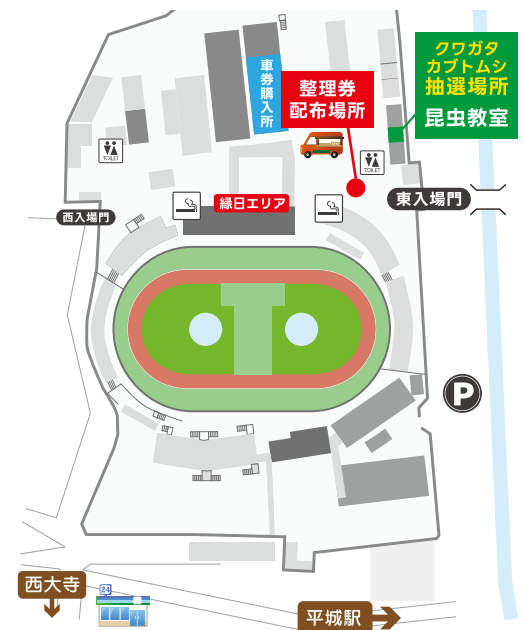 クワガタ
カブトムシ
抽選場所
昆虫教室
車券購入所
整理券
配布場所
TOILET
TOILET
東入場門
縁日エリア
西入場門
P
24
西大寺
平城駅